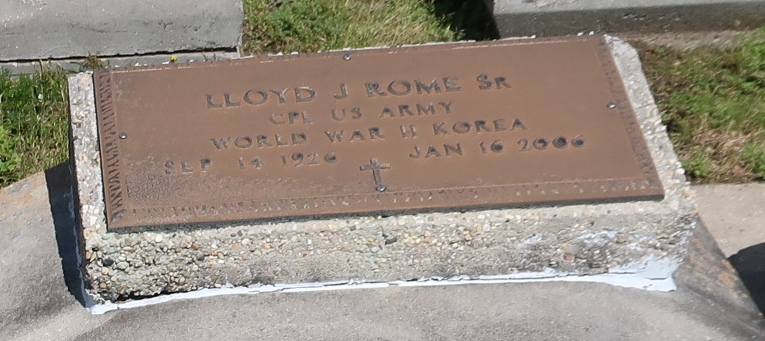 LLOYD J ROME SR
CPL US ARMY
WORLD WAR II KOREA
SEP 14 1926 JAN 16 2006